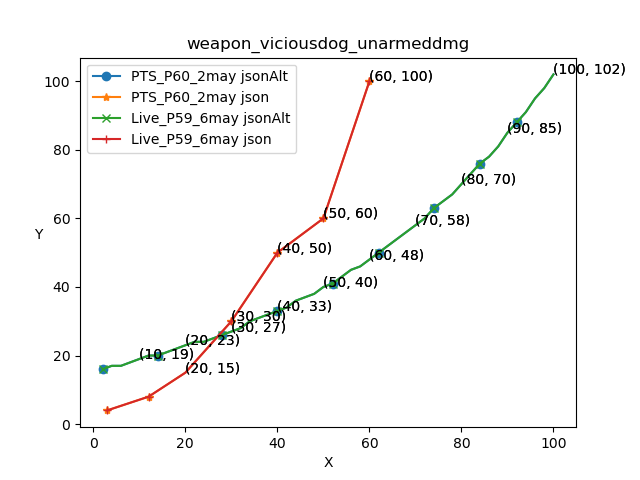 weapon_viciousdog_unarmeddmg
PTS_P60_2may jsonAlt
PTS_P60_2may json
Live_P59_6may jsonAlt
Live_P59_6may json
(60, 100)
(100, 102)
(90, 85)
(80, 70)
(50, 60)
(70, 58)
(40, 50)
(60, 48)
(50, 40)
(40, 33)
(30, 30)
(30, 27)
(20, 23)
(10, 19)
(20, 15)
100
80
60
40
20
0
Y
0 20 40 60 80 100
X